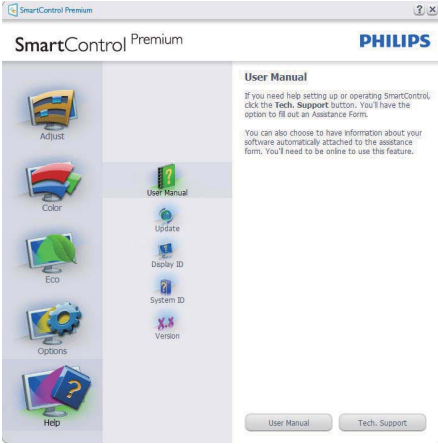 SmartControl Premium
SmartControl Premium
PHILIPS
Adjust
Color
Eco
Options
Help
User Manual
Update
Display ID
System ID
Version
User Manual
If you need help setting up or operating SmartControl,
click the Tech. Support button. You'll have the
option to fill out an Assistance Form.
You can also choose to have information about your
software automatically attached to the assistance
form. You'll need to be online to use this feature.
User Manual
Tech. Support